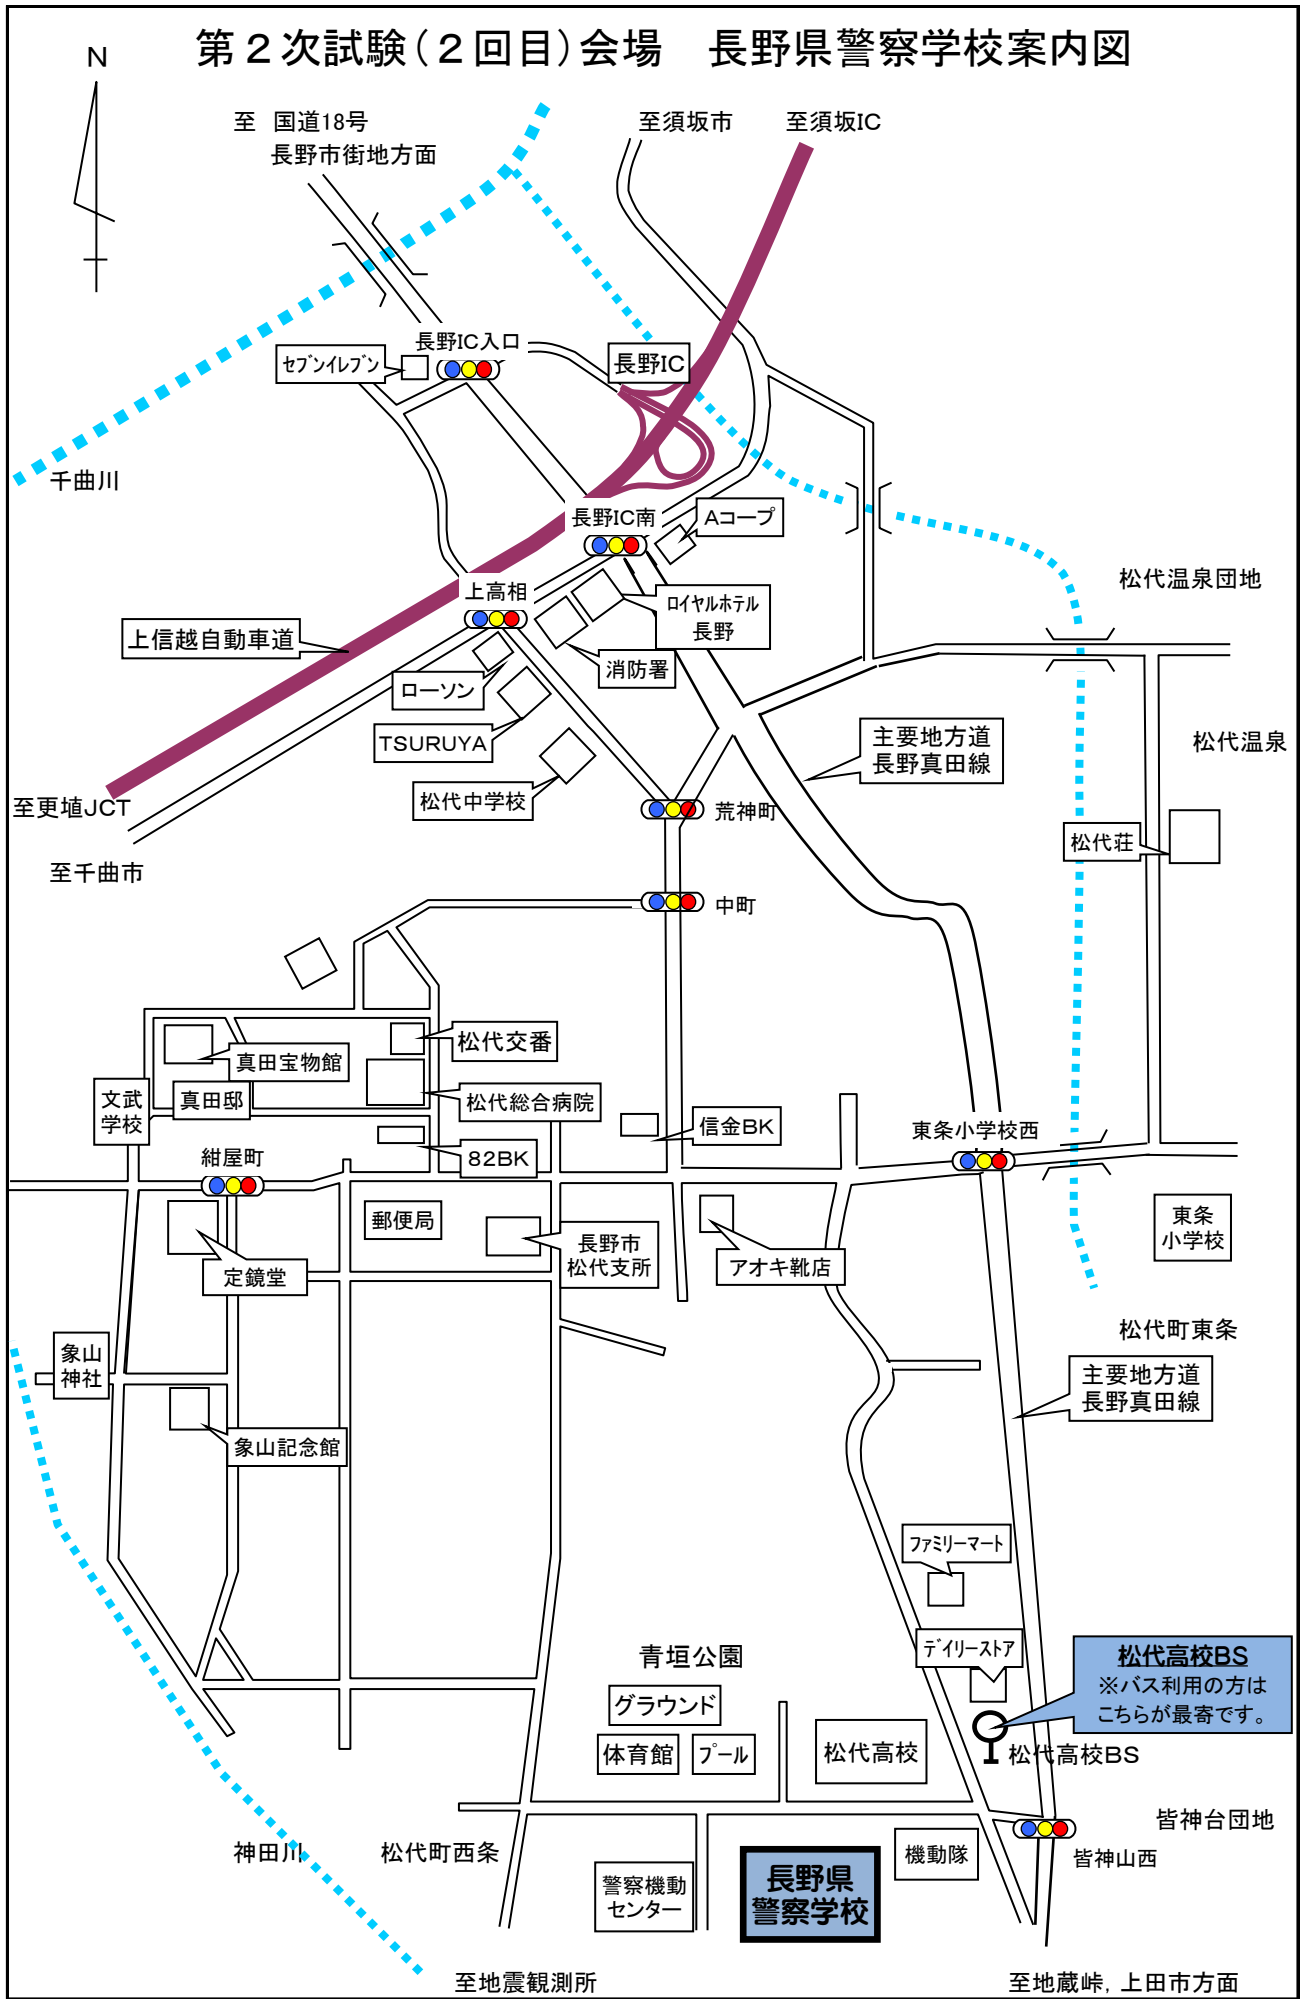 第２次試験(２回目)会場　長野県警察学校案内図
N
至　国道18号
長野市街地方面
至須坂市
至須坂IC
長野IC入口
セブンイレブン
長野IC
千曲川
長野IC南
Aコープ
上高相
ロイヤルホテル
長野
松代温泉団地
上信越自動車道
消防署
ローソン
TSURUYA
主要地方道
長野真田線
松代温泉
松代中学校
至更埴JCT
荒神町
松代荘
至千曲市
中町
松代交番
真田宝物館
文武
学校
真田邸
松代総合病院
信金BK
東条小学校西
紺屋町
82BK
郵便局
長野市
松代支所
東条
小学校
定鏡堂
アオキ靴店
松代町東条
象山
神社
主要地方道
長野真田線
象山記念館
ファミリーマート
デイリーストア
青垣公園
松代高校BS
※バス利用の方は
こちらが最寄です。
グラウンド
体育館
プール
松代高校
松代高校BS
皆神台団地
神田川
松代町西条
機動隊
皆神山西
警察機動
センター
長野県
警察学校
至地震観測所
至地蔵峠，上田市方面